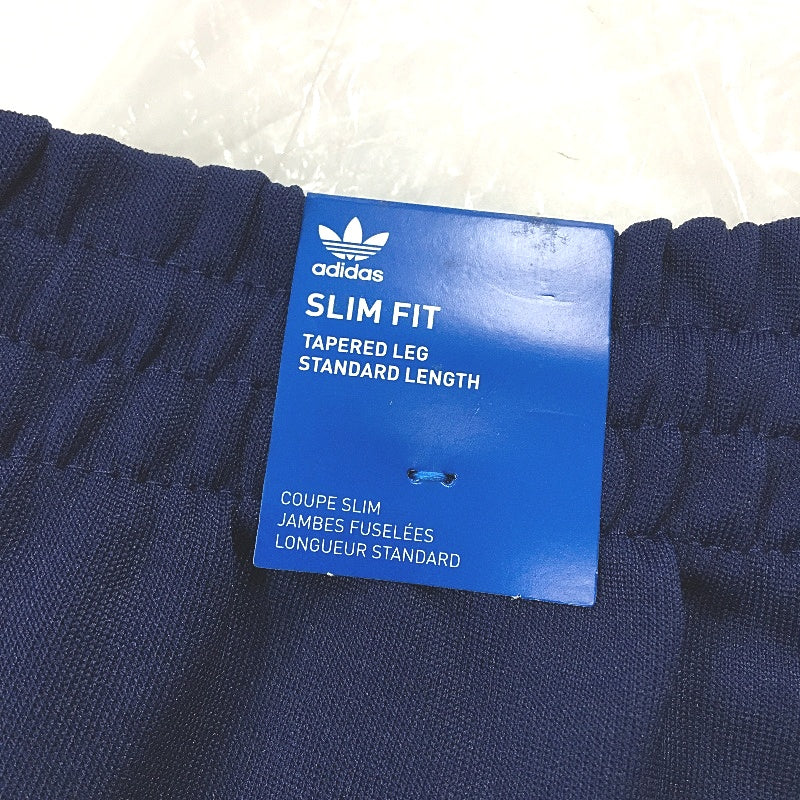 adidas
SLIM FIT
TAPERED LEG
STANDARD LENGTH
COUPE SLIM
JAMBES FUSELÉES
LONGUEUR STANDARD